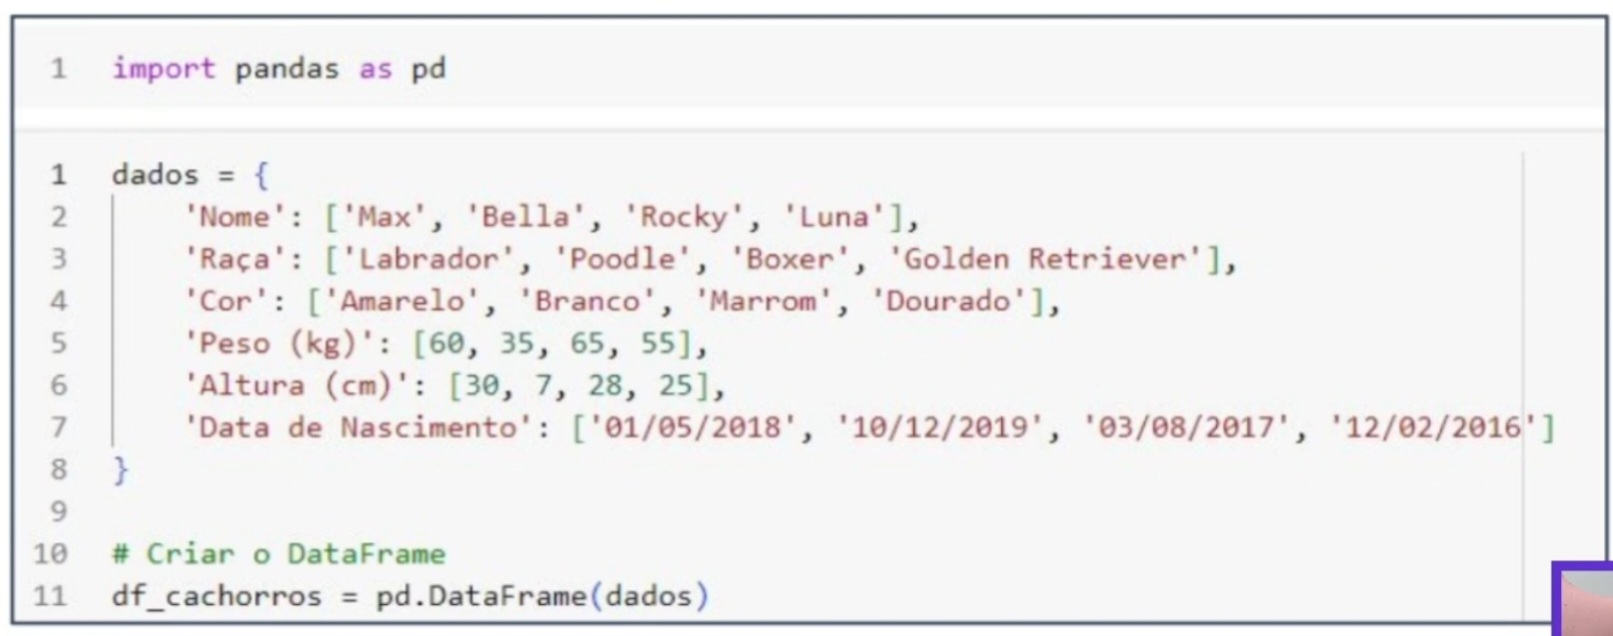 1 import pandas as pd
1 dados = {
2 'Nome': ['Max', 'Bella', 'Rocky', 'Luna'],
3 'Raça': ['Labrador', 'Poodle', 'Boxer', 'Golden Retriever'],
4 'Cor': ['Amarelo', 'Branco', 'Marrom', 'Dourado'],
5 'Peso (kg)': [60, 35, 65, 55],
6 'Altura (cm)': [30, 7, 28, 25],
7 'Data de Nascimento': ['01/05/2018', '10/12/2019', '03/08/2017', '12/02/2016']
8 }
9
10 # Criar o DataFrame
11 df_cachorros = pd.DataFrame(dados)